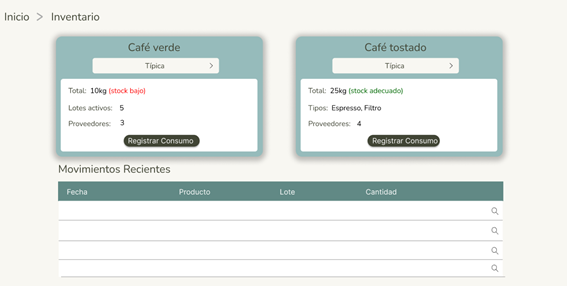 Inicio > Inventario
Café verde
Típica >
Total: 10kg (stock bajo)
Lotes activos: 5
Proveedores: 3
Registrar Consumo
Café tostado
Típica >
Total: 25kg (stock adecuado)
Tipos: Espresso, Filtro
Proveedores: 4
Registrar Consumo
Movimientos Recientes
Fecha Producto Lote Cantidad